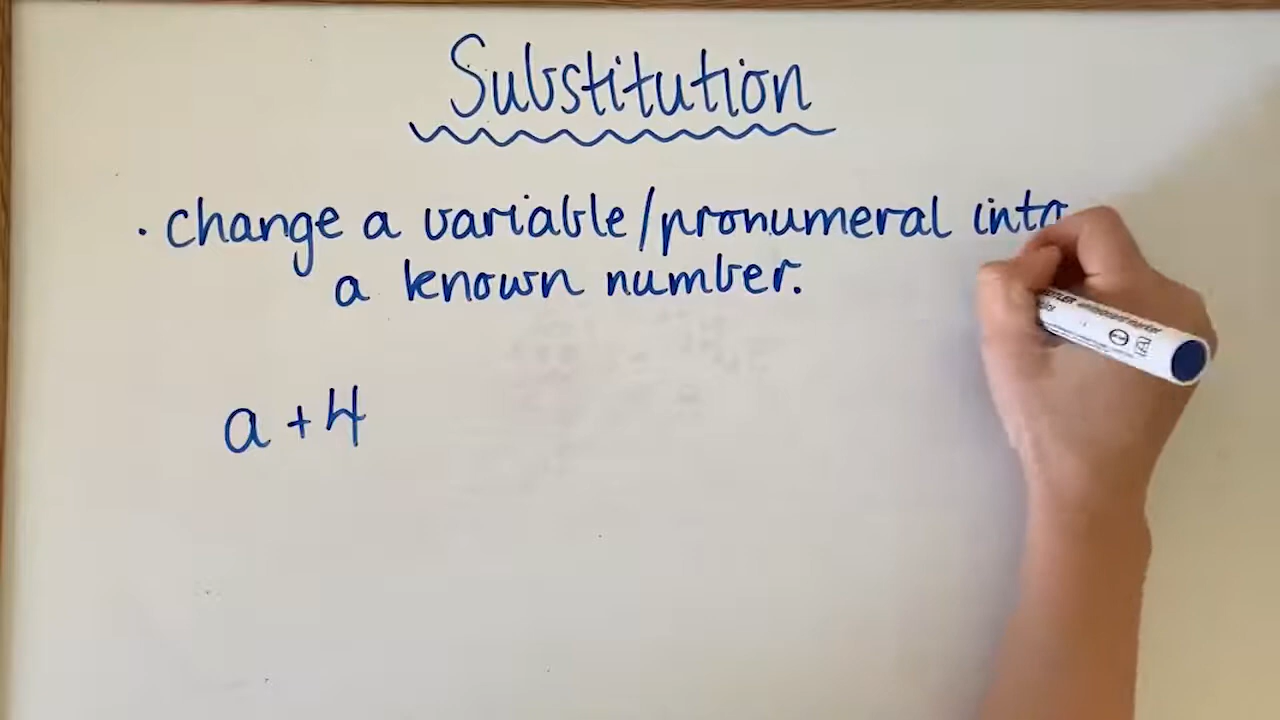 Substitution
· change a variable/pronumeral into
a known number.
a + 4